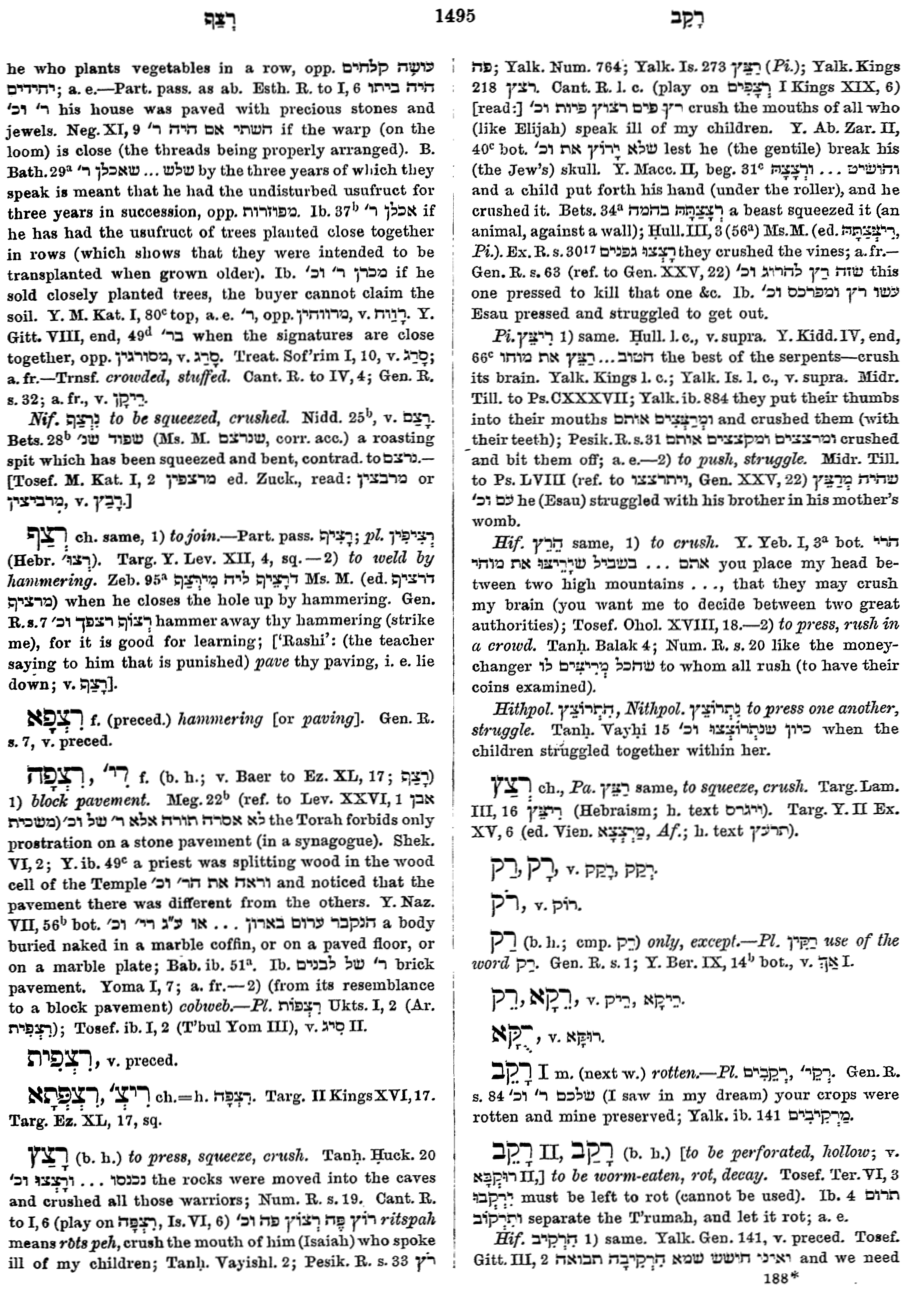 רָצַף
1495
רָקַב
he who plants vegetables in a row, opp. עושה קלחים
יחידים; a. e.—Part. pass. as ab. Esth. R. to I, 6 היה ביתו
ר׳ וכ׳ his house was paved with precious stones and
jewels. Neg. XI, 9 השתי אם היה ר׳ if the warp (on the
loom) is close (the threads being properly arranged). B.
Bath. 29ᵃ שלש ... שאכלן ר׳ by the three years of which they
speak is meant that he had the undisturbed usufruct for
three years in succession, opp. מפוזרות. Ib. 37ᵇ אכלן ר׳ if
he has had the usufruct of trees planted close together
in rows (which shows that they were intended to be
transplanted when grown older). Ib. מכרן ר׳ וכ׳ if he
sold closely planted trees, the buyer cannot claim the
soil. Y. M. Kat. I, 80ᶜ top, a. e. ר׳, opp. מרווחין, v. רָוַח. Y.
Gitt. VIII, end, 49ᵈ בר׳ when the signatures are close
together, opp. מסורגין, v. סָרַג. Treat. Sof’rim I, 10, v. סָרַג;
a. fr.—Trnsf. crowded, stuffed. Cant. R. to IV, 4; Gen. R.
s. 32; a. fr., v. רֵיקָן.
Nif. נִרְצַף to be squeezed, crushed. Nidd. 25ᵇ, v. רָצַם.
Bets. 28ᵇ שפוד שנ׳ (Ms. M. שנרצם, corr. acc.) a roasting
spit which has been squeezed and bent, contrad. to נרצם.—
[Tosef. M. Kat. I, 2 מרצפין ed. Zuck., read: מרבצין or
מַרְבִּיצִין, v. רָבַץ.]
רְצַף ch. same, 1) to join.—Part. pass. רְצִיף; pl. רְצִיפִין
(Hebr. רְצוּ׳). Targ. Y. Lev. XII, 4, sq.—2) to weld by
hammering. Zeb. 95ᵃ דרָצֵיף ליה מִירְצַף Ms. M. (ed. דרציף
מרציף) when he closes the hole up by hammering. Gen.
R. s. 7 רְצוֹף רצפך וכ׳ hammer away thy hammering (strike
me), for it is good for learning; [‘Rashi’: (the teacher
saying to him that is punished) pave thy paving, i. e. lie
down; v. רָצַף].
רִצְפָא f. (preced.) hammering [or paving]. Gen. R.
s. 7, v. preced.
רִצְפָּה, רִי׳ f. (b. h.; v. Baer to Ez. XL, 17; רָצַף)
1) block pavement. Meg. 22ᵇ (ref. to Lev. XXVI, 1 אבן
משכית) לא אסרה תורה אלא ר׳ של וכ׳ the Torah forbids only
prostration on a stone pavement (in a synagogue). Shek.
VI, 2; Y. ib. 49ᶜ a priest was splitting wood in the wood
cell of the Temple וראה את הר׳ וכ׳ and noticed that the
pavement there was different from the others. Y. Naz.
VII, 56ᵇ bot. הנקבר ערום בארון ... או ע״ג רי׳ וכ׳ a body
buried naked in a marble coffin, or on a paved floor, or
on a marble plate; Bab. ib. 51ᵃ. Ib. ר׳ של לבנים brick
pavement. Yoma I, 7; a. fr.—2) (from its resemblance
to a block pavement) cobweb.—Pl. רִצְפוֹת Ukts. I, 2 (Ar.
רִצְפִית); Tosef. ib. I, 2 (T’bul Yom III), v. סִיג II.
רִצְפִית, v. preced.
רִצְפְּתָא, רִיצְ׳ ch.=h. רִצְפָּה. Targ. II Kings XVI, 17.
Targ. Ez. XL, 17, sq.
רָצַץ (b. h.) to press, squeeze, crush. Tanḥ. Ḥuck. 20
נכנסו ... ורָצְצוּ וכ׳ the rocks were moved into the caves
and crushed all those warriors; Num. R. s. 19. Cant. R.
to I, 6 (play on רִצְפָּה, Is. VI, 6) רוֹץ פֶּה רְצוֹץ פה וכ׳ ritspah
means rots peh, crush the mouth of him (Isaiah) who spoke
ill of my children; Tanḥ. Vayishl. 2; Pesik. R. s. 33 רֹץ
פה; Yalk. Num. 764; Yalk. Is. 273 רַצֵּץ (Pi.); Yalk. Kings
218 רצץ. Cant. R. l. c. (play on רְצָפִים I Kings XIX, 6)
[read:] רץ פים רצוץ פיות וכ׳ crush the mouths of all who
(like Elijah) speak ill of my children. Y. Ab. Zar. II,
40ᶜ bot. שלא יָרוֹץ את וכ׳ lest he (the gentile) break his
(the Jew’s) skull. Y. Macc. II, beg. 31ᶜ והושיט ... ורְצָצָהּ
and a child put forth his hand (under the roller), and he
crushed it. Bets. 34ᵃ רְצָצַתָּהּ בהמה a beast squeezed it (an
animal, against a wall); Ḥull. III, 3 (56ᵃ) Ms. M. (ed. רִיצְּצַתָּהּ,
Pi.). Ex. R. s. 30¹⁷ רָצְצוּ גפנים they crushed the vines; a. fr.—
Gen. R. s. 63 (ref. to Gen. XXV, 22) שזה רָץ להרוג וכ׳ this
one pressed to kill that one &c. Ib. עשו רץ ומפרכס וכ׳
Esau pressed and struggled to get out.
Pi. רִיצֵּץ 1) same. Ḥull. l. c., v. supra. Y. Kidd. IV, end,
66ᶜ הטוב ... רַצֵּץ את מוחו the best of the serpents—crush
its brain. Yalk. Kings l. c.; Yalk. Is. l. c., v. supra. Midr.
Till. to Ps. CXXXVII; Yalk. ib. 884 they put their thumbs
into their mouths ומְרַצְּצִים אותם and crushed them (with
their teeth); Pesik. R. s. 31 ומרצצים ומקצצים אותם crushed
and bit them off; a. e.—2) to push, struggle. Midr. Till.
to Ps. LVIII (ref. to ויתרצצו, Gen. XXV, 22) שהיה מְרַצֵּץ
עם וכ׳ he (Esau) struggled with his brother in his mother’s
womb.
Hif. הֵרֵץ same, 1) to crush. Y. Yeb. I, 3ᵃ bot. הרי
אתם ... בשביל שיָּרִיצוּ את מוחי you place my head be-
tween two high mountains ..., that they may crush
my brain (you want me to decide between two great
authorities); Tosef. Ohol. XVIII, 18.—2) to press, rush in
a crowd. Tanḥ. Balak 4; Num. R. s. 20 like the money-
changer שהכל מְרִיצִים לו to whom all rush (to have their
coins examined).
Hithpol. הִתְרוֹצֵץ, Nithpol. נִתְרוֹצֵץ to press one another,
struggle. Tanḥ. Vayḥi 15 כיון שנתְרוֹצְצוּ וכ׳ when the
children struggled together within her.
רְצַץ ch., Pa. רַצֵּץ same, to squeeze, crush. Targ. Lam.
III, 16 רִיצֵּץ (Hebraism; h. text ויגרס). Targ. Y. II Ex.
XV, 6 (ed. Vien. מַרְצְצָא, Af.; h. text תרעץ).
רַק, רָק, v. רְקַק, רָקַק.
רֹק, v. רוֹק.
רַק (b. h.; cmp. רֵק) only, except.—Pl. רַקִּין use of the
word רַק. Gen. R. s. 1; Y. Ber. IX, 14ᵇ bot., v. אַךְ I.
רֵק, רֵקָא, v. רֵיק, רֵיקָא.
רֻקָּא, v. רוּקָּא.
רָקֵב I m. (next w.) rotten.—Pl. רְקֵבִים, רְקֵי׳. Gen. R.
s. 84 שלכם ר׳ וכ׳ (I saw in my dream) your crops were
rotten and mine preserved; Yalk. ib. 141 מַרְקִיבִים.
רָקֵב II, רָקַב (b. h.) [to be perforated, hollow; v.
רוּקְבָּא II,] to be worm-eaten, rot, decay. Tosef. Ter. VI, 3
יִרְקְבוּ must be left to rot (cannot be used). Ib. 4 תרום
ותִרְקוֹב separate the T’rumah, and let it rot; a. e.
Hif. הִרְקִיב 1) same. Yalk. Gen. 141, v. preced. Tosef.
Gitt. III, 2 ואיני חישש שמא הִרְקִיבָה תבואה and we need
188*